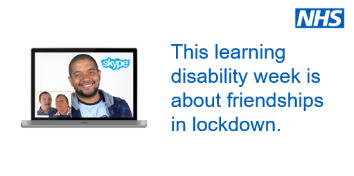 NHS
skype
This learning
disability week is
about friendships
in lockdown.